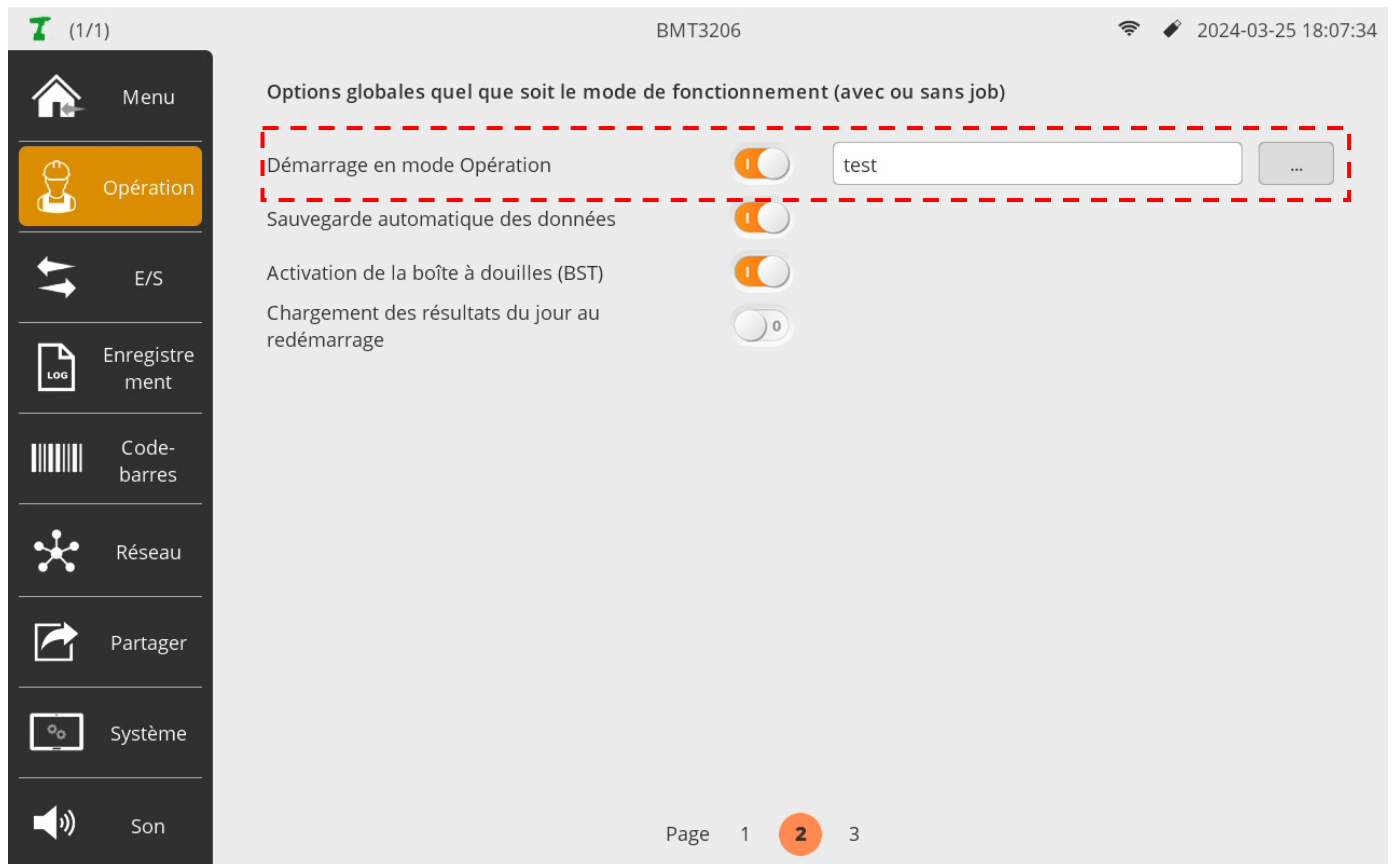 (1/1) BMT3206 2024-03-25 18:07:34
Menu
Opération
E/S
LOG
Enregistre
ment
Code-
barres
Réseau
Partager
Système
Son
Options globales quel que soit le mode de fonctionnement (avec ou sans job)
Démarrage en mode Opération I test ...
Sauvegarde automatique des données I
Activation de la boîte à douilles (BST) I
Chargement des résultats du jour au
redémarrage 0
Page 1 2 3